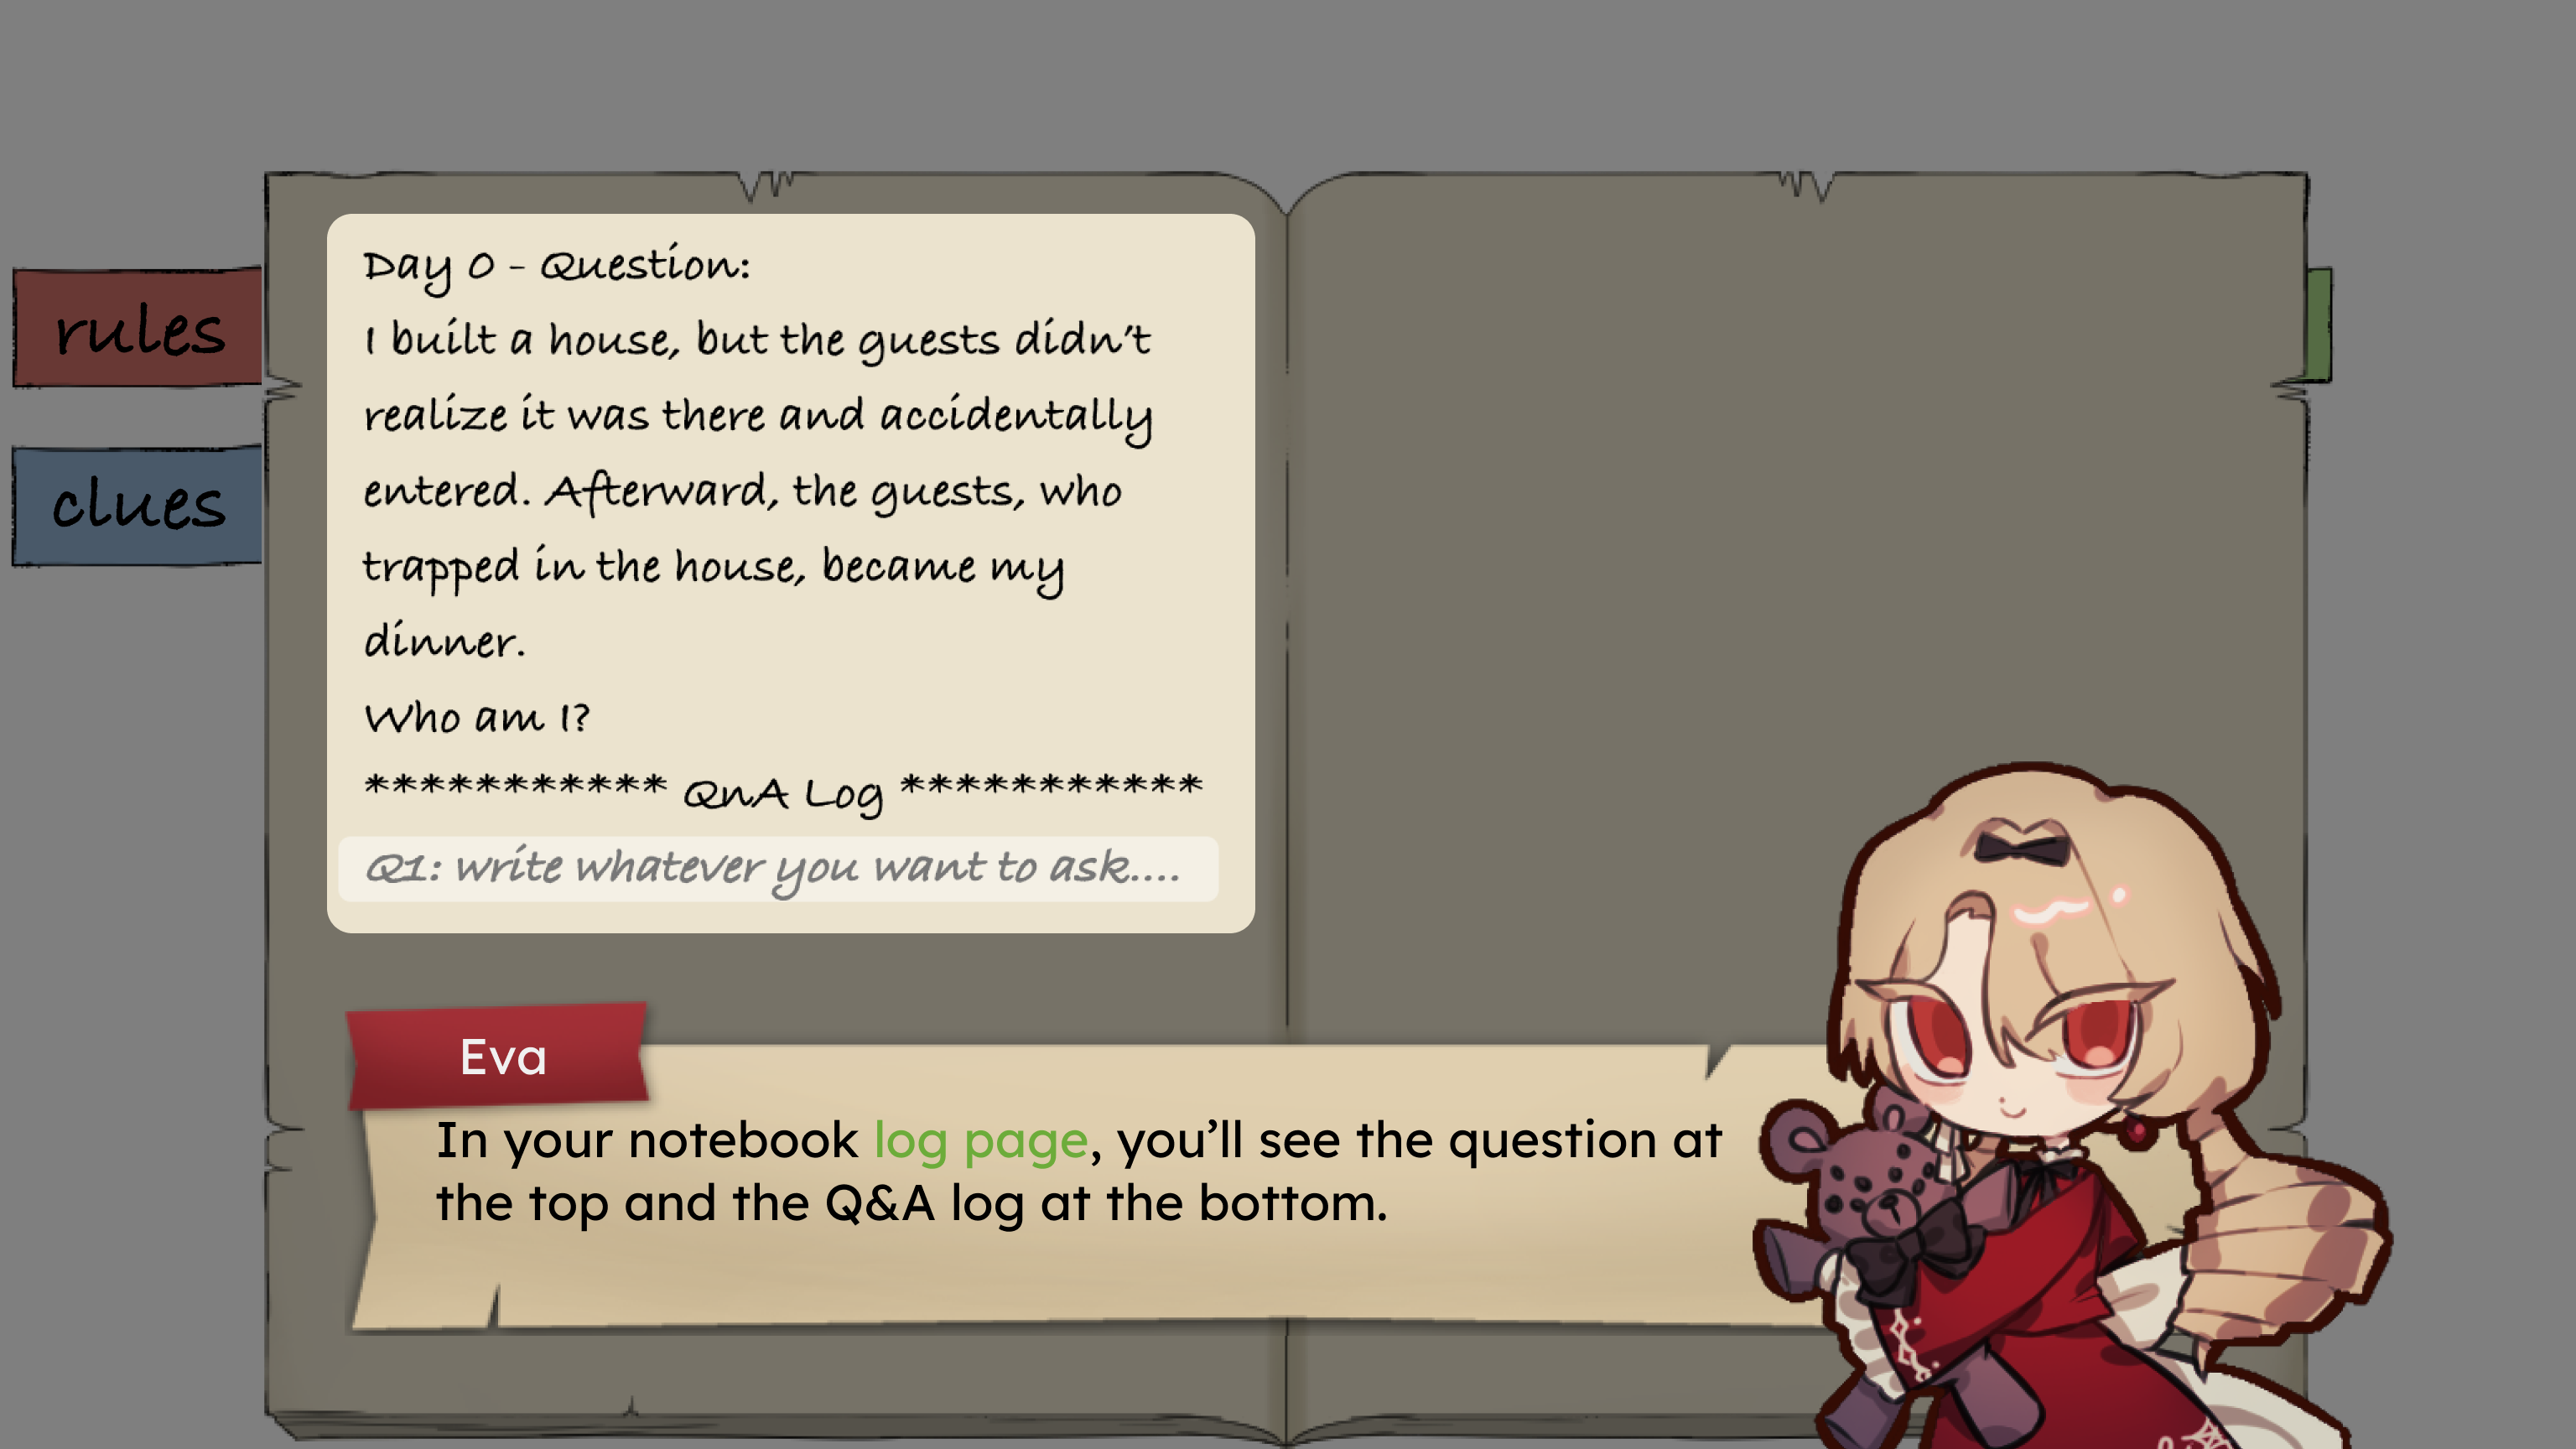 rules
clues
Day 0 - Question:
I built a house, but the guests didn't
realize it was there and accidentally
entered. Afterward, the guests, who
trapped in the house, became my
dinner.
Who am I?
*********** QnA Log ***********
Q1: write whatever you want to ask....
Eva
In your notebook log page, you'll see the question at
the top and the Q&A log at the bottom.